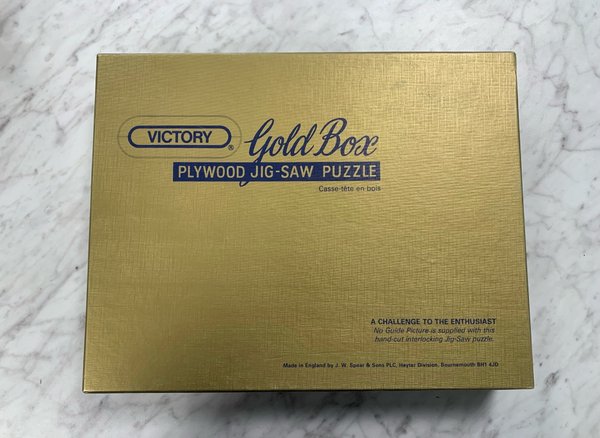 VICTORY ® Gold Box
PLYWOOD JIG-SAW PUZZLE
Casse-tête en bois
A CHALLENGE TO THE ENTHUSIAST
No Guide Picture is supplied with this
hand-cut interlocking Jig-Saw puzzle.
Made in England by J. W. Spear & Sons PLC. Hayter Division. Bournemouth BH1 4JD